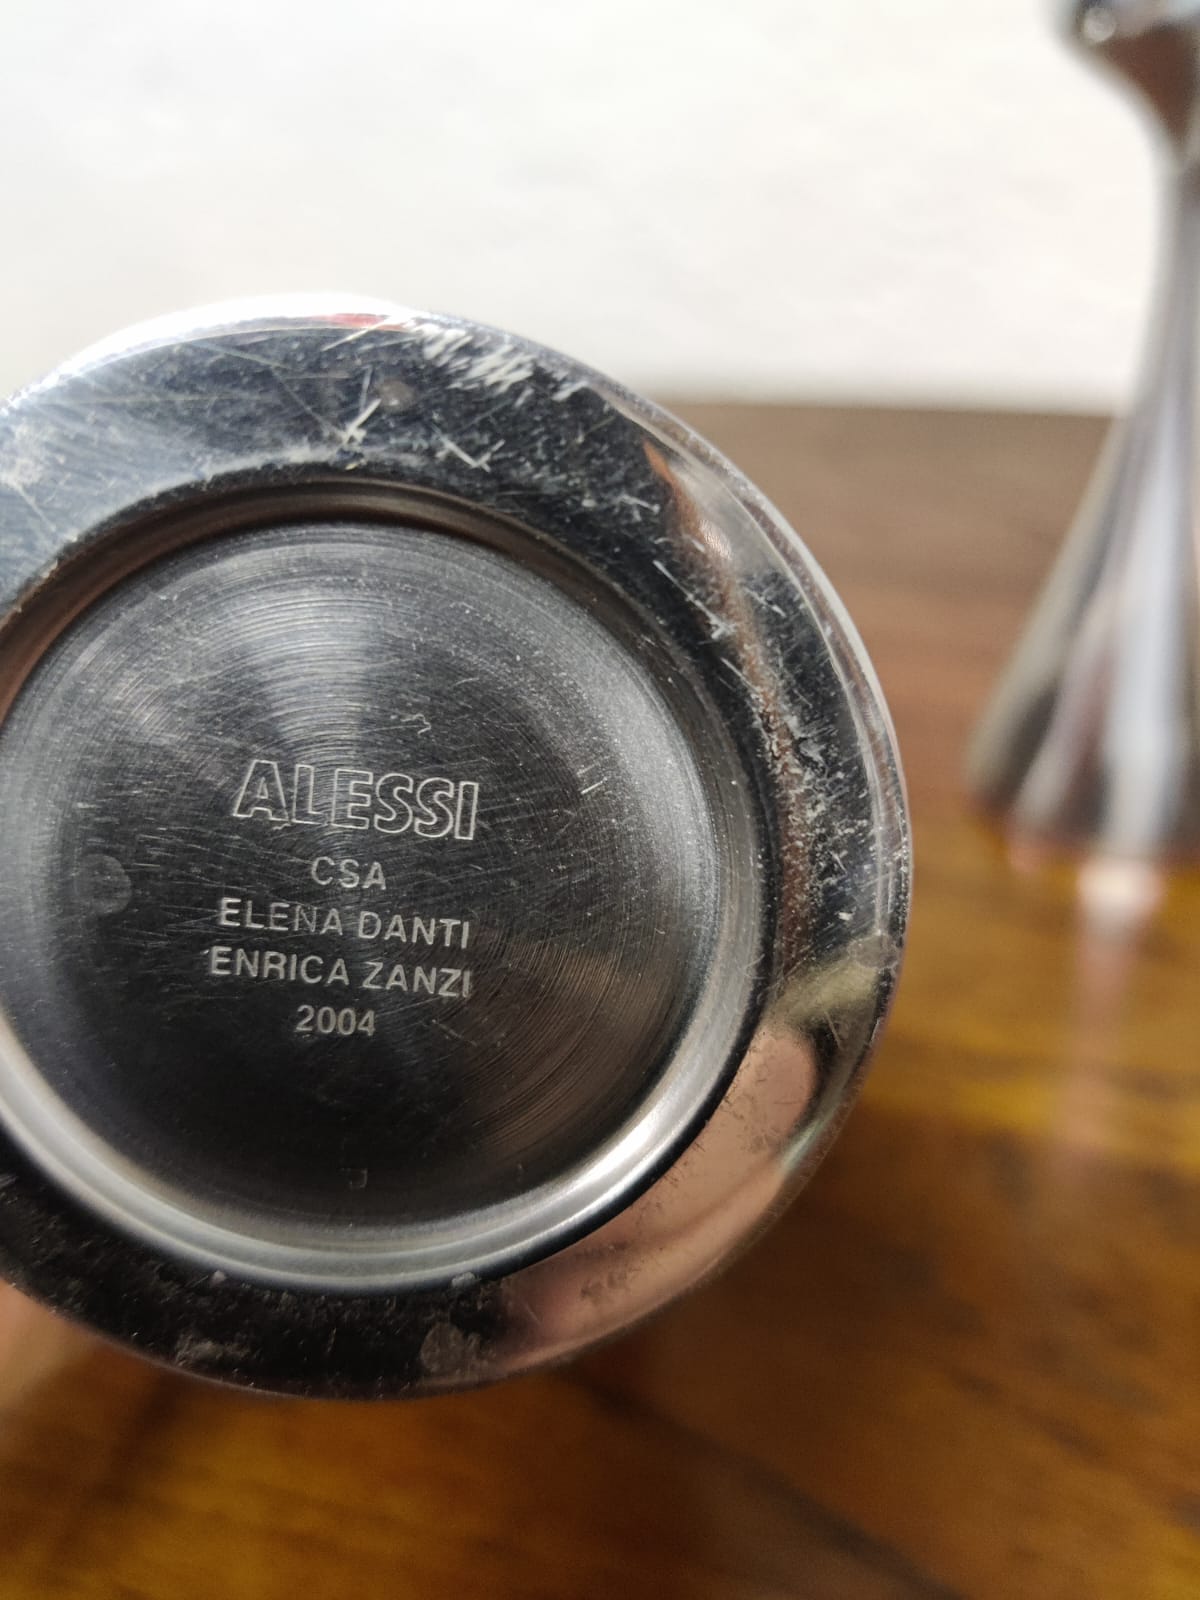 ALESSI
CSA
ELENA DANTI
ENRICA ZANZI
2004